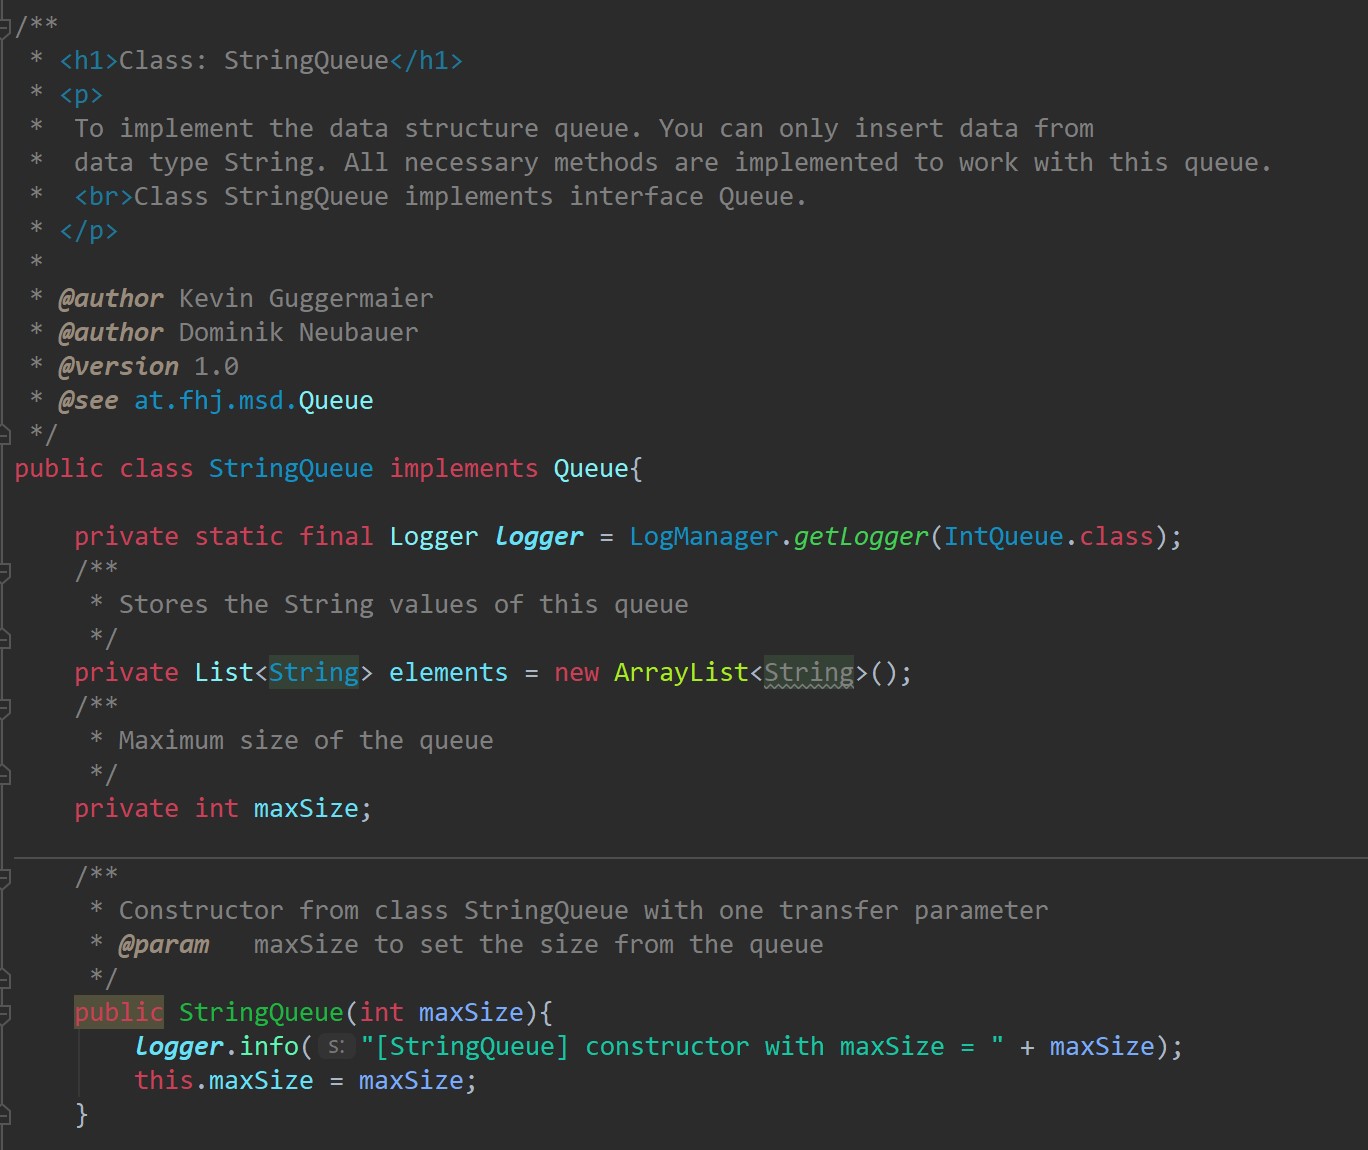 /**
 * <h1>Class: StringQueue</h1>
 * <p>
 *  To implement the data structure queue. You can only insert data from
 *  data type String. All necessary methods are implemented to work with this queue.
 *  <br>Class StringQueue implements interface Queue.
 * </p>
 *
 * @author Kevin Guggermaier
 * @author Dominik Neubauer
 * @version 1.0
 * @see at.fhj.msd.Queue
 */
public class StringQueue implements Queue{
    private static final Logger logger = LogManager.getLogger(IntQueue.class);
    /**
     * Stores the String values of this queue
     */
    private List<String> elements = new ArrayList<String>();
    /**
     * Maximum size of the queue
     */
    private int maxSize;
    /**
     * Constructor from class StringQueue with one transfer parameter
     * @param   maxSize to set the size from the queue
     */
    public StringQueue(int maxSize){
        logger.info( s: "[StringQueue] constructor with maxSize = " + maxSize);
        this.maxSize = maxSize;
    }